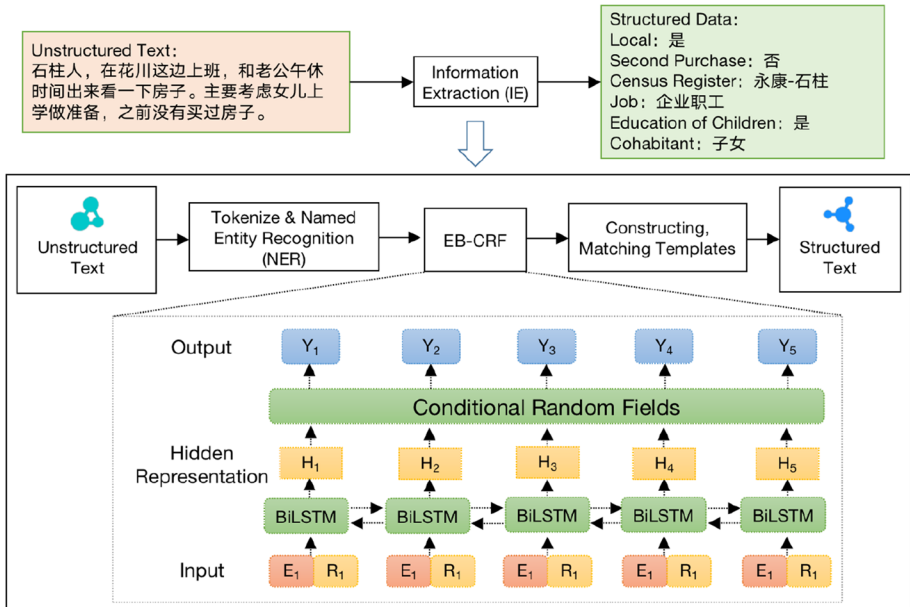 Unstructured Text:
石柱人，在花川这边上班，和老公午休
时间出来看一下房子。主要考虑女儿上
学做准备，之前没有买过房子。
Information
Extraction (IE)
Structured Data:
Local: 是
Second Purchase: 否
Census Register: 永康-石柱
Job: 企业职工
Education of Children: 是
Cohabitant: 子女
Unstructured
Text
Tokenize & Named
Entity Recognition
(NER)
EB-CRF
Constructing,
Matching Templates
Structured
Text
Output
Y1
Y2
Y3
Y4
Y5
Conditional Random Fields
Hidden
Representation
H1
H2
H3
H4
H5
BiLSTM
BiLSTM
BiLSTM
BiLSTM
BiLSTM
Input
E1 R1
E1 R1
E1 R1
E1 R1
E1 R1